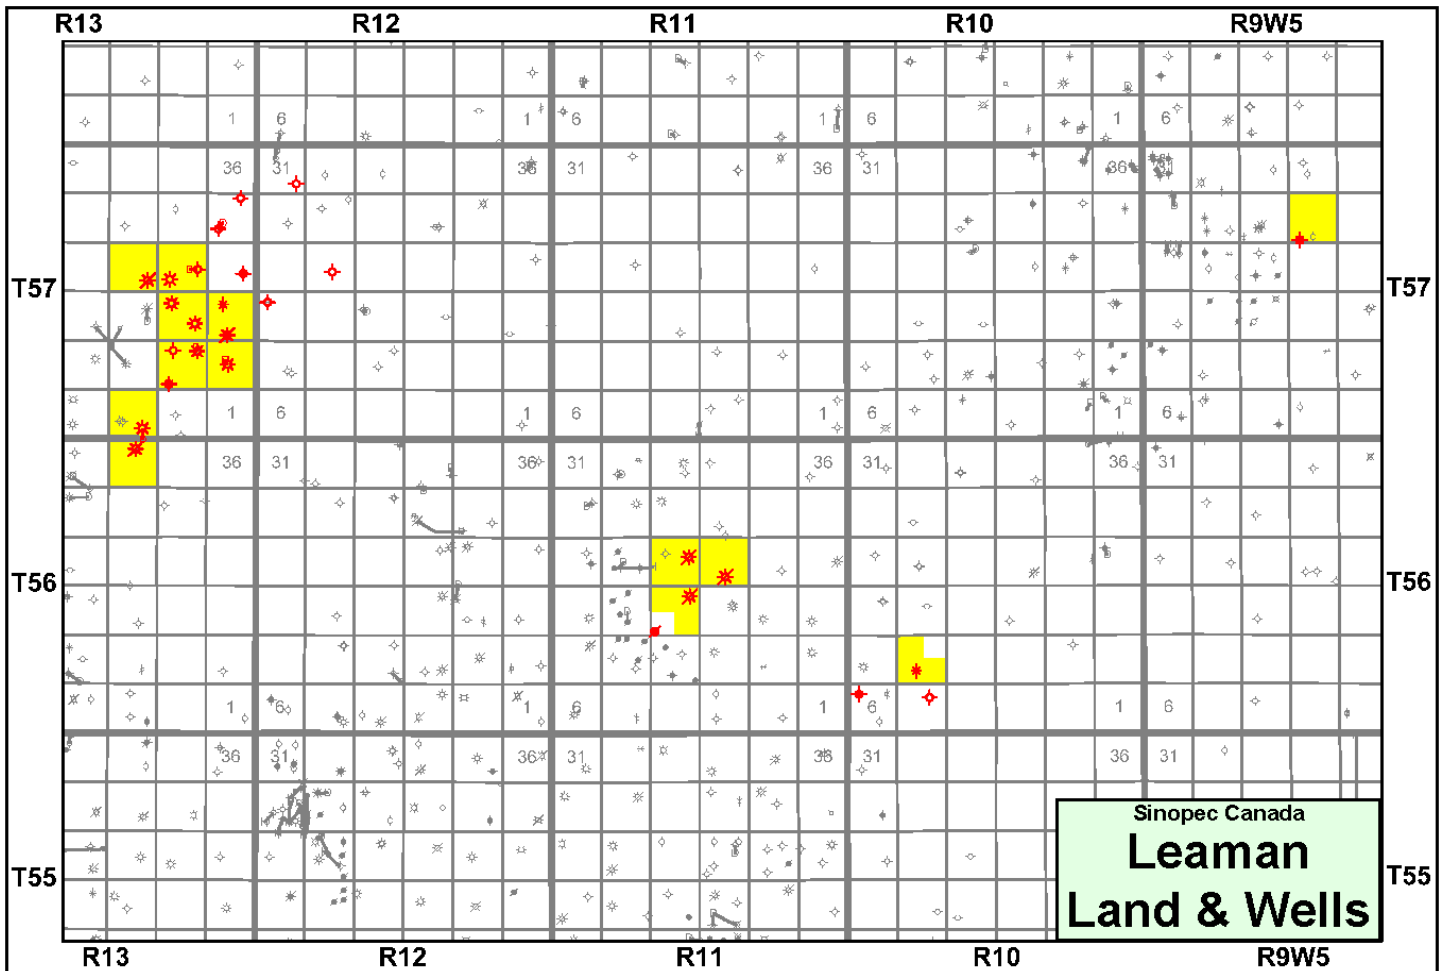 R13 R12 R11 R10 R9W5
1 6 1 6 1 6 1 6
36 31 36 31 36 31 36 31
T57 T57
1 6 1 6 1 6 1 6
36 31 36 31 36 31 36 31
T56 T56
1 6 1 6 1 6 1 6
36 31 36 31 36 31 36 31
Sinopec Canada
Leaman
T55 T55
Land & Wells
R13 R12 R11 R10 R9W5